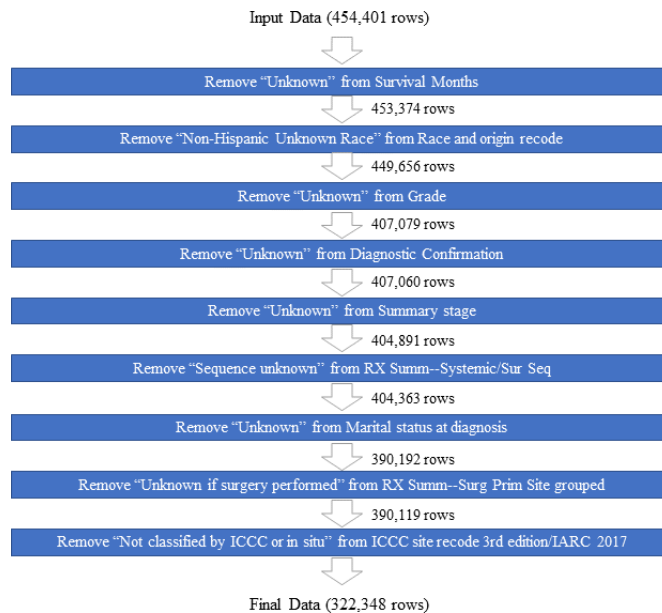 Input Data (454,401 rows)
Remove “Unknown” from Survival Months
453,374 rows
Remove “Non-Hispanic Unknown Race” from Race and origin recode
449,656 rows
Remove “Unknown” from Grade
407,079 rows
Remove “Unknown” from Diagnostic Confirmation
407,060 rows
Remove “Unknown” from Summary stage
404,891 rows
Remove “Sequence unknown” from RX Summ--Systemic/Sur Seq
404,363 rows
Remove “Unknown” from Marital status at diagnosis
390,192 rows
Remove “Unknown if surgery performed” from RX Summ--Surg Prim Site grouped
390,119 rows
Remove “Not classified by ICCC or in situ” from ICCC site recode 3rd edition/IARC 2017
Final Data (322,348 rows)